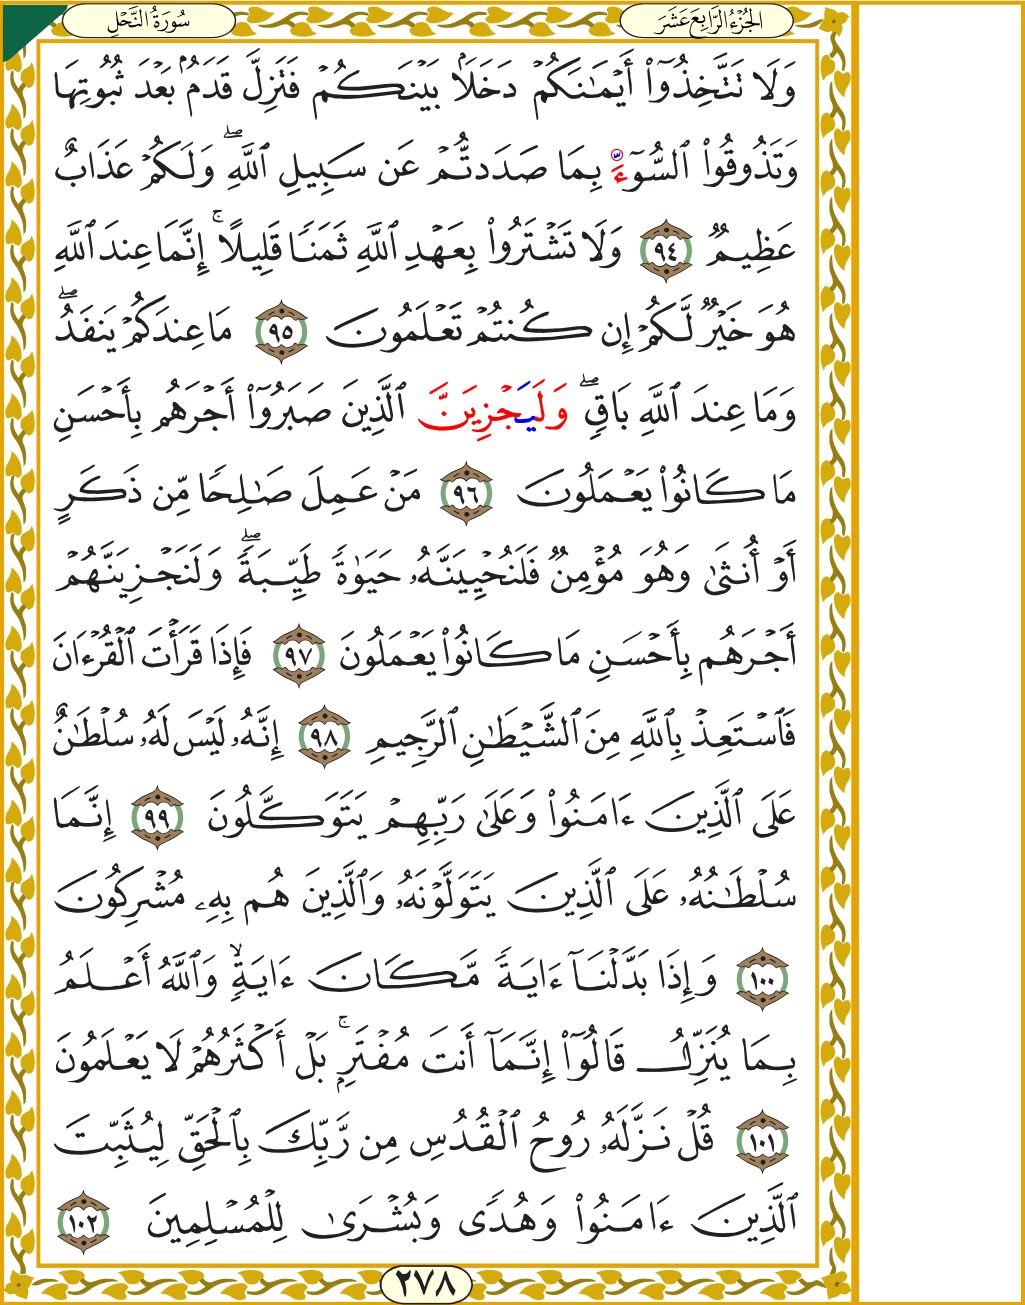 الجُزْءُ الرَّابِعَ عَشَرَ
سُورَةُ النَّحْلِ
وَلَا تَتَّخِذُوٓا۟ أَيْمَـٰنَكُمْ دَخَلًۢا بَيْنَكُمْ فَتَزِلَّ قَدَمٌۢ بَعْدَ ثُبُوتِهَا
وَتَذُوقُوا۟ ٱلسُّوٓءَ بِمَا صَدَدتُّمْ عَن سَبِيلِ ٱللَّهِ ۖ وَلَكُمْ عَذَابٌ
عَظِيمٌ ٩٤ وَلَا تَشْتَرُوا۟ بِعَهْدِ ٱللَّهِ ثَمَنًا قَلِيلًا ۚ إِنَّمَا عِندَ ٱللَّهِ
هُوَ خَيْرٌ لَّكُمْ إِن كُنتُمْ تَعْلَمُونَ ٩٥ مَا عِندَكُمْ يَنفَدُ ۖ
وَمَا عِندَ ٱللَّهِ بَاقٍ ۖ وَلَيَجْزِيَنَّ ٱلَّذِينَ صَبَرُوٓا۟ أَجْرَهُم بِأَحْسَنِ
مَا كَانُوا۟ يَعْمَلُونَ ٩٦ مَنْ عَمِلَ صَـٰلِحًا مِّن ذَكَرٍ
أَوْ أُنثَىٰ وَهُوَ مُؤْمِنٌ فَلَنُحْيِيَنَّهُۥ حَيَوٰةً طَيِّبَةً ۖ وَلَنَجْزِيَنَّهُمْ
أَجْرَهُم بِأَحْسَنِ مَا كَانُوا۟ يَعْمَلُونَ ٩٧ فَإِذَا قَرَأْتَ ٱلْقُرْءَانَ
فَٱسْتَعِذْ بِٱللَّهِ مِنَ ٱلشَّيْطَـٰنِ ٱلرَّجِيمِ ٩٨ إِنَّهُۥ لَيْسَ لَهُۥ سُلْطَـٰنٌ
عَلَى ٱلَّذِينَ ءَامَنُوا۟ وَعَلَىٰ رَبِّهِمْ يَتَوَكَّلُونَ ٩٩ إِنَّمَا
سُلْطَـٰنُهُۥ عَلَى ٱلَّذِينَ يَتَوَلَّوْنَهُۥ وَٱلَّذِينَ هُم بِهِۦ مُشْرِكُونَ
١٠٠ وَإِذَا بَدَّلْنَآ ءَايَةً مَّكَانَ ءَايَةٍ ۙ وَٱللَّهُ أَعْلَمُ
بِمَا يُنَزِّلُ قَالُوٓا۟ إِنَّمَآ أَنتَ مُفْتَرٍۭ ۚ بَلْ أَكْثَرُهُمْ لَا يَعْلَمُونَ
١٠١ قُلْ نَزَّلَهُۥ رُوحُ ٱلْقُدُسِ مِن رَّبِّكَ بِٱلْحَقِّ لِيُثَبِّتَ
ٱلَّذِينَ ءَامَنُوا۟ وَهُدًى وَبُشْرَىٰ لِلْمُسْلِمِينَ ١٠٢
٢٧٨